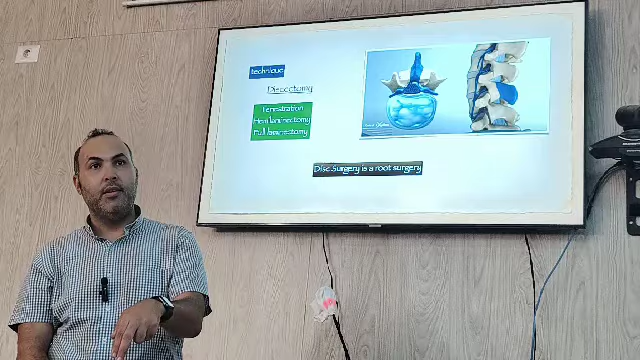 technique
Discectomy
Fenestration
Hemilaminectomy
Full laminectomy
Disc Surgery is a root surgery